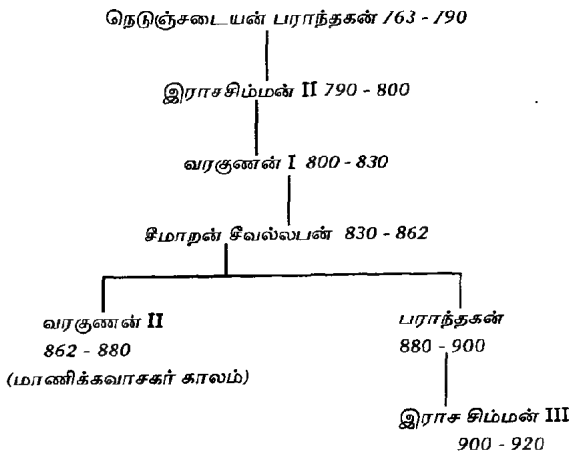 நெடுஞ்சடையன் பராந்தகன் 763 - 790
இராசசிம்மன் II 790 - 800
வரகுணன் I 800 - 830
சீமாறன் சீவல்லபன் 830 - 862
வரகுணன் II
862 - 880
(மாணிக்கவாசகர் காலம்)
பராந்தகன்
880 - 900
இராச சிம்மன் III
900 - 920